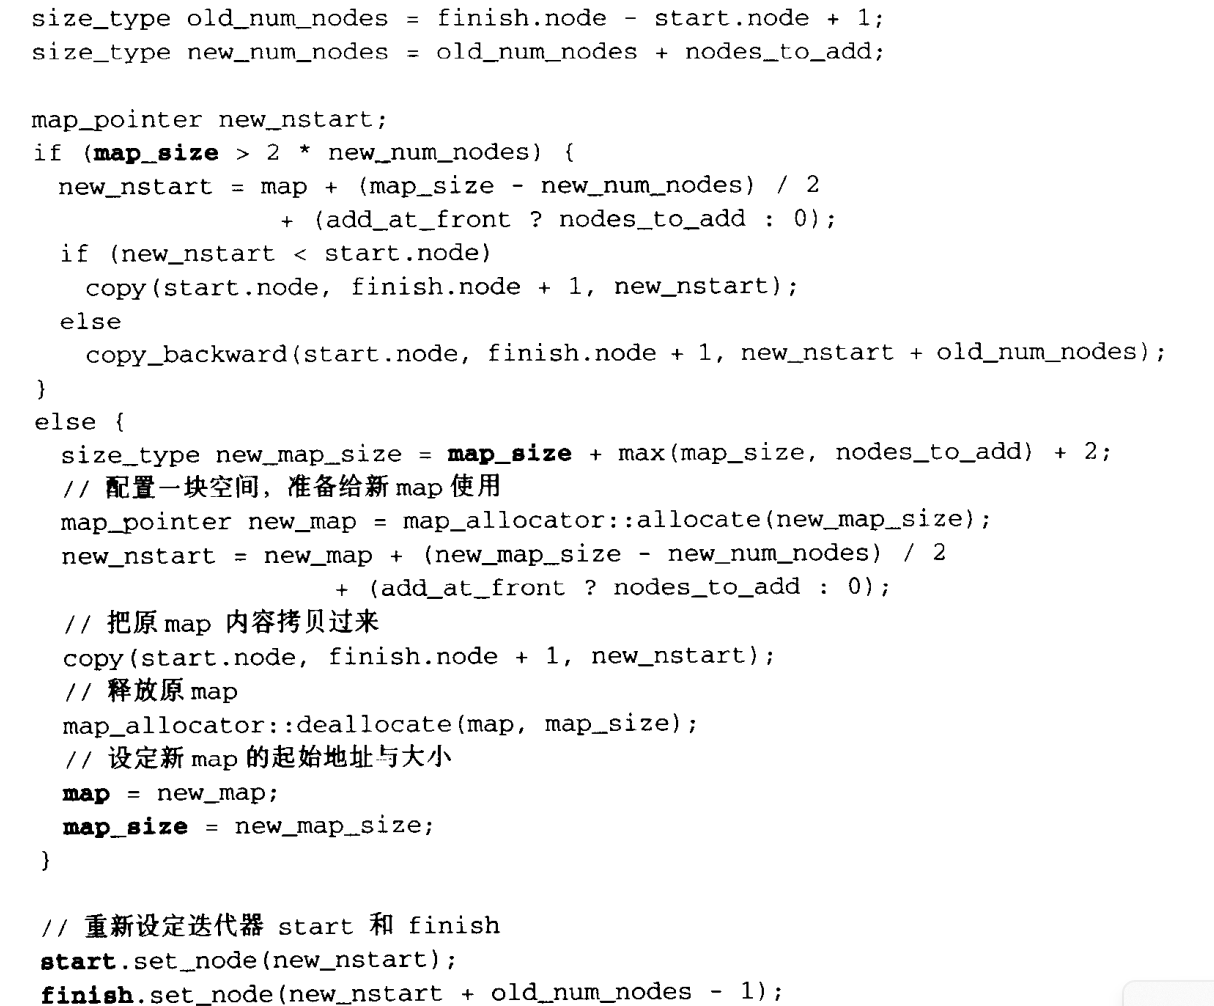 size_type old_num_nodes = finish.node - start.node + 1;
size_type new_num_nodes = old_num_nodes + nodes_to_add;

map_pointer new_nstart;
if (map_size > 2 * new_num_nodes) {
  new_nstart = map + (map_size - new_num_nodes) / 2
                   + (add_at_front ? nodes_to_add : 0);
  if (new_nstart < start.node)
    copy(start.node, finish.node + 1, new_nstart);
  else
    copy_backward(start.node, finish.node + 1, new_nstart + old_num_nodes);
}
else {
  size_type new_map_size = map_size + max(map_size, nodes_to_add) + 2;
  // 配置一块空间，准备给新 map 使用
  map_pointer new_map = map_allocator::allocate(new_map_size);
  new_nstart = new_map + (new_map_size - new_num_nodes) / 2
                       + (add_at_front ? nodes_to_add : 0);
  // 把原 map 内容拷贝过来
  copy(start.node, finish.node + 1, new_nstart);
  // 释放原 map
  map_allocator::deallocate(map, map_size);
  // 设定新 map 的起始地址与大小
  map = new_map;
  map_size = new_map_size;
}

// 重新设定迭代器 start 和 finish
start.set_node(new_nstart);
finish.set_node(new_nstart + old_num_nodes - 1);